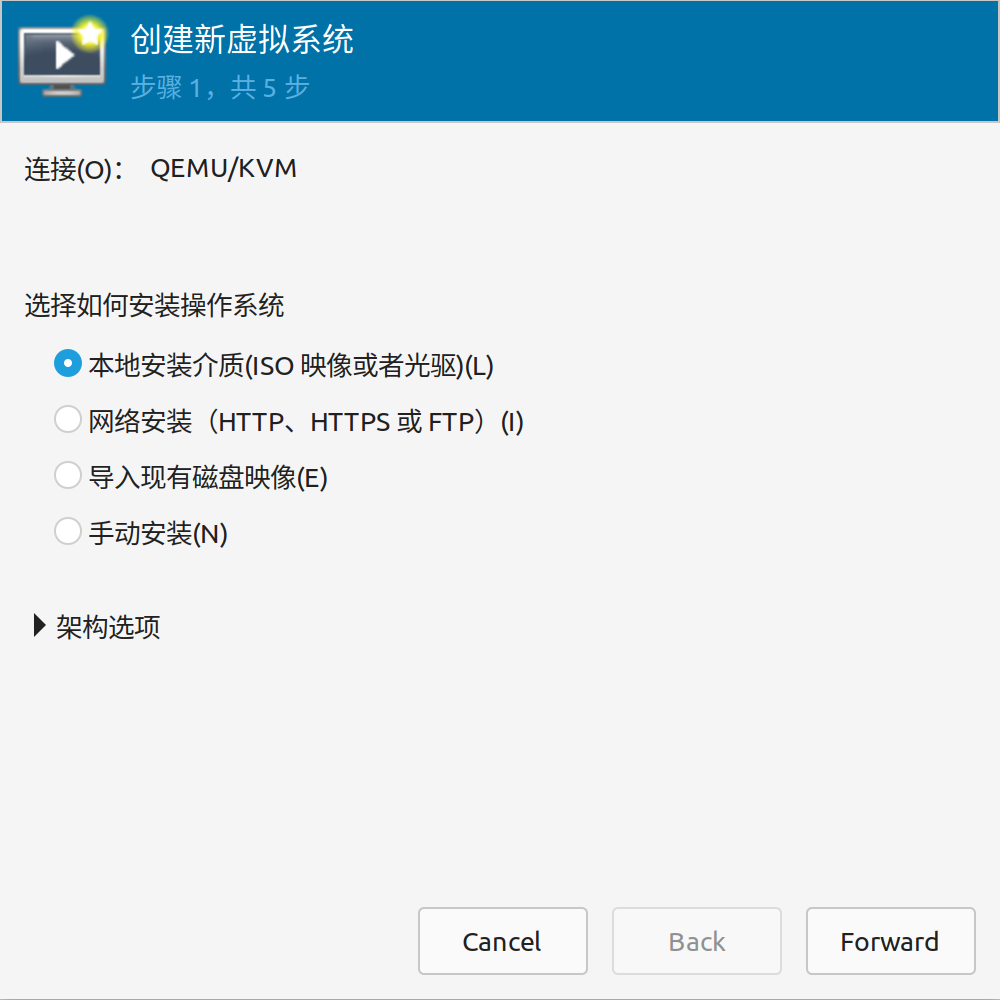 创建新虚拟系统
步骤 1，共 5 步
连接(O)： QEMU/KVM
选择如何安装操作系统
本地安装介质(ISO 映像或者光驱)(L)
网络安装（HTTP、HTTPS 或 FTP）(I)
导入现有磁盘映像(E)
手动安装(N)
架构选项
Cancel Back Forward